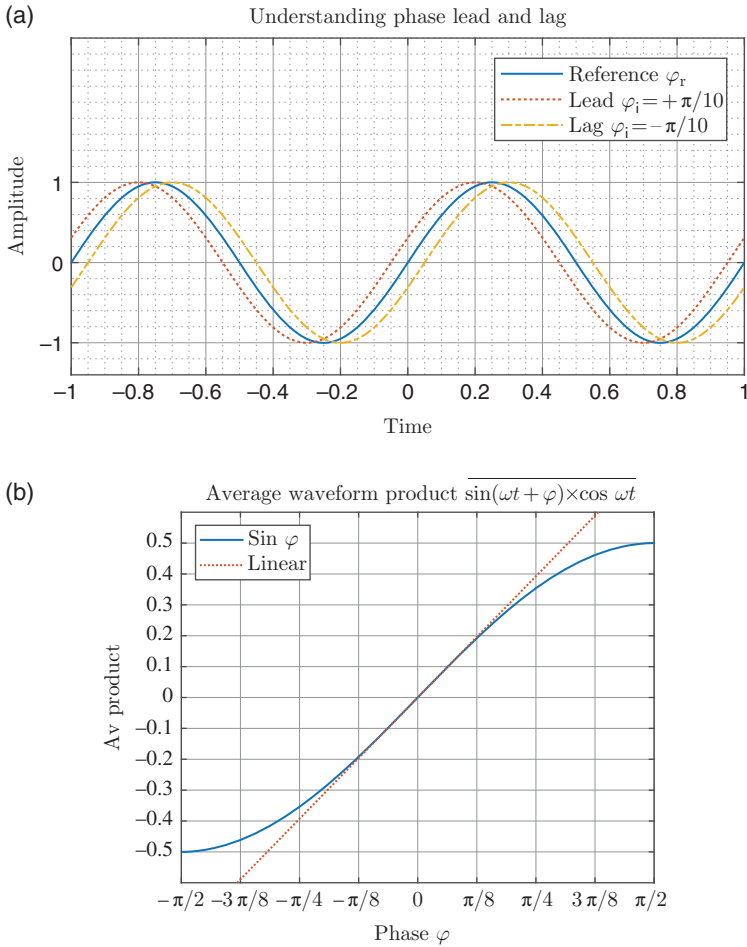 (a)
Understanding phase lead and lag
Reference φr
Lead φi=+π/10
Lag φi=−π/10
Amplitude
1
0
−1
−1 −0.8 −0.6 −0.4 −0.2 0 0.2 0.4 0.6 0.8 1
Time
(b)
Average waveform product sin(ωt+φ)×cos ωt
Sin φ
Linear
Av product
0.5
0.4
0.3
0.2
0.1
0
−0.1
−0.2
−0.3
−0.4
−0.5
−π/2 −3π/8 −π/4 −π/8 0 π/8 π/4 3π/8 π/2
Phase φ